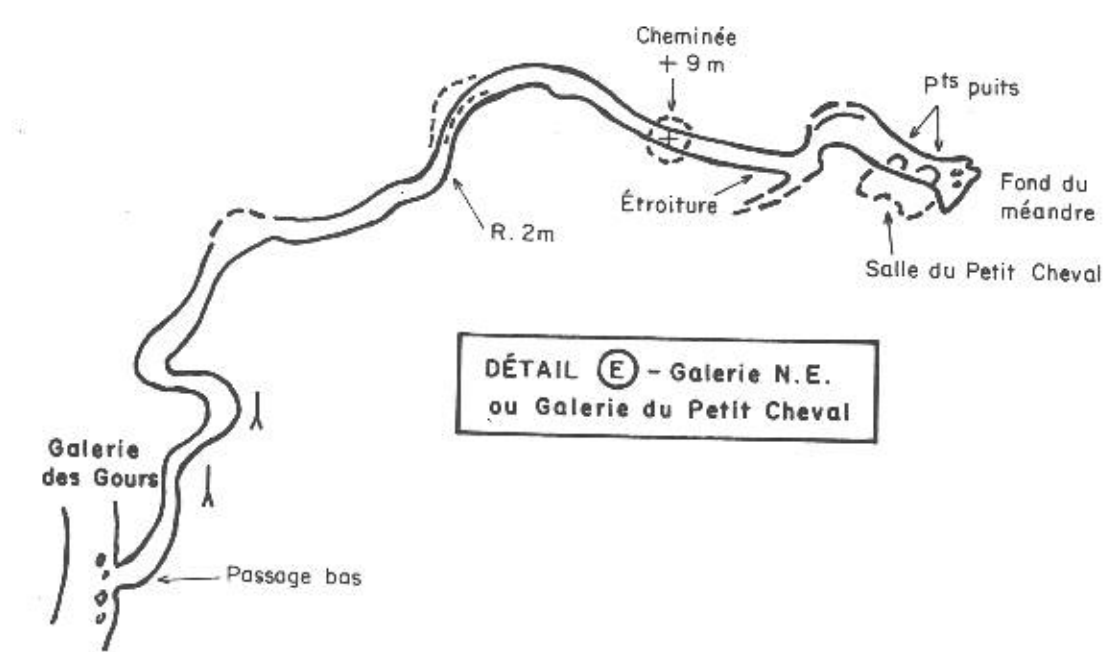 Cheminée
+ 9 m
Pts puits
Étroiture
Fond du
méandre
R. 2m
Salle du Petit Cheval
DÉTAIL E - Galerie N.E.
ou Galerie du Petit Cheval
Galerie
des Gours
Passage bas